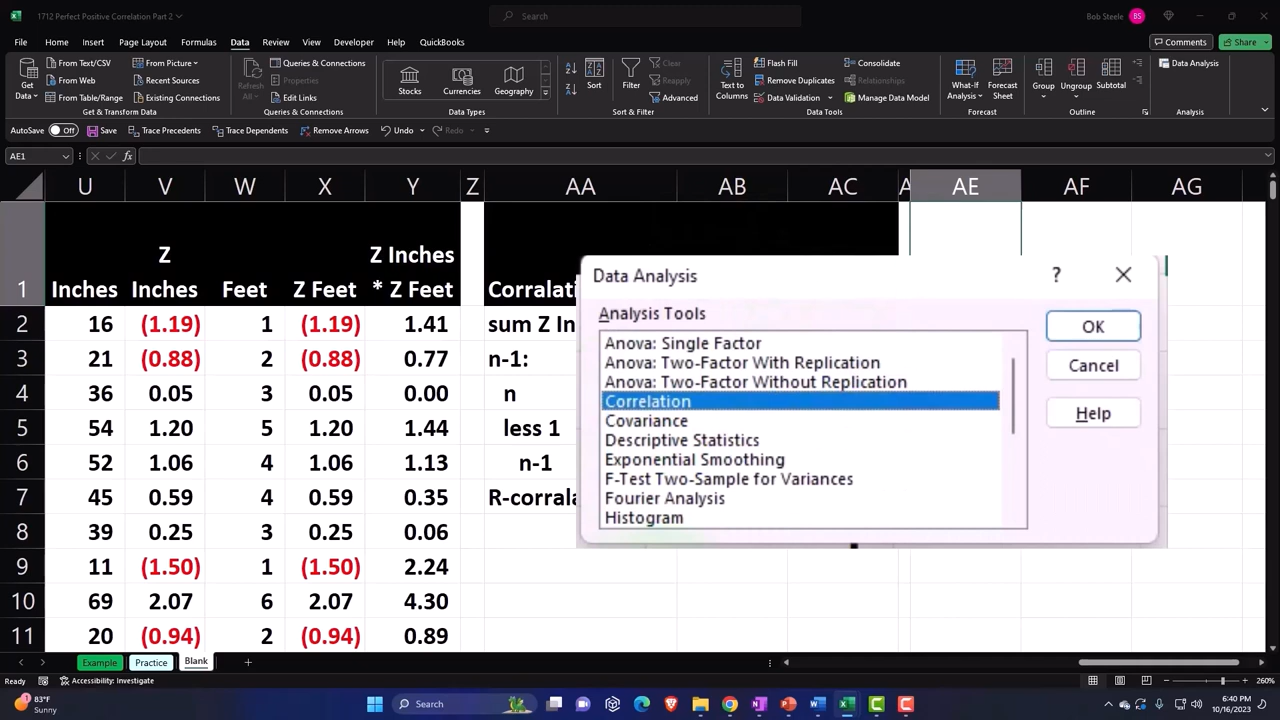 1712 Perfect Positive Correlation Part 2
Search
Bob Steele
BS
File Home Insert Page Layout Formulas Data Review View Developer Help QuickBooks
Comments
Share
Get Data
From Text/CSV
From Web
From Table/Range
From Picture
Recent Sources
Existing Connections
Get & Transform Data
Refresh All
Queries & Connections
Properties
Edit Links
Queries & Connections
Stocks
Currencies
Geography
Data Types
Sort
Filter
Clear
Reapply
Advanced
Sort & Filter
Text to Columns
Flash Fill
Remove Duplicates
Data Validation
Consolidate
Relationships
Manage Data Model
Data Tools
What-If Analysis
Forecast Sheet
Forecast
Group
Ungroup
Subtotal
Outline
Data Analysis
Analysis
AutoSave Off Save Trace Precedents Trace Dependents Remove Arrows Undo Redo
AE1 fx
U V W X Y Z AA AB AC A AE AF AG
Z
Z Inches
1 Inches Inches Feet Z Feet * Z Feet Corralati
2 16 (1.19) 1 (1.19) 1.41 sum Z In
3 21 (0.88) 2 (0.88) 0.77 n-1:
4 36 0.05 3 0.05 0.00 n
5 54 1.20 5 1.20 1.44 less 1
6 52 1.06 4 1.06 1.13 n-1
7 45 0.59 4 0.59 0.35 R-corrala
8 39 0.25 3 0.25 0.06
9 11 (1.50) 1 (1.50) 2.24
10 69 2.07 6 2.07 4.30
11 20 (0.94) 2 (0.94) 0.89
Data Analysis ?
Analysis Tools
Anova: Single Factor
Anova: Two-Factor With Replication
Anova: Two-Factor Without Replication
Correlation
Covariance
Descriptive Statistics
Exponential Smoothing
F-Test Two-Sample for Variances
Fourier Analysis
Histogram
OK
Cancel
Help
Example Practice Blank
Ready Accessibility: Investigate
260%
1
83°F
Sunny
Search
6:40 PM
10/16/2023